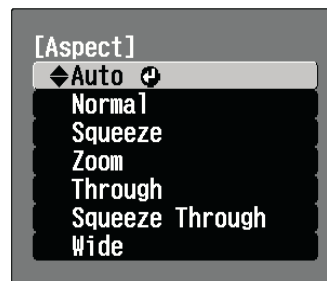 [Aspect]
Auto
Normal
Squeeze
Zoom
Through
Squeeze Through
Wide